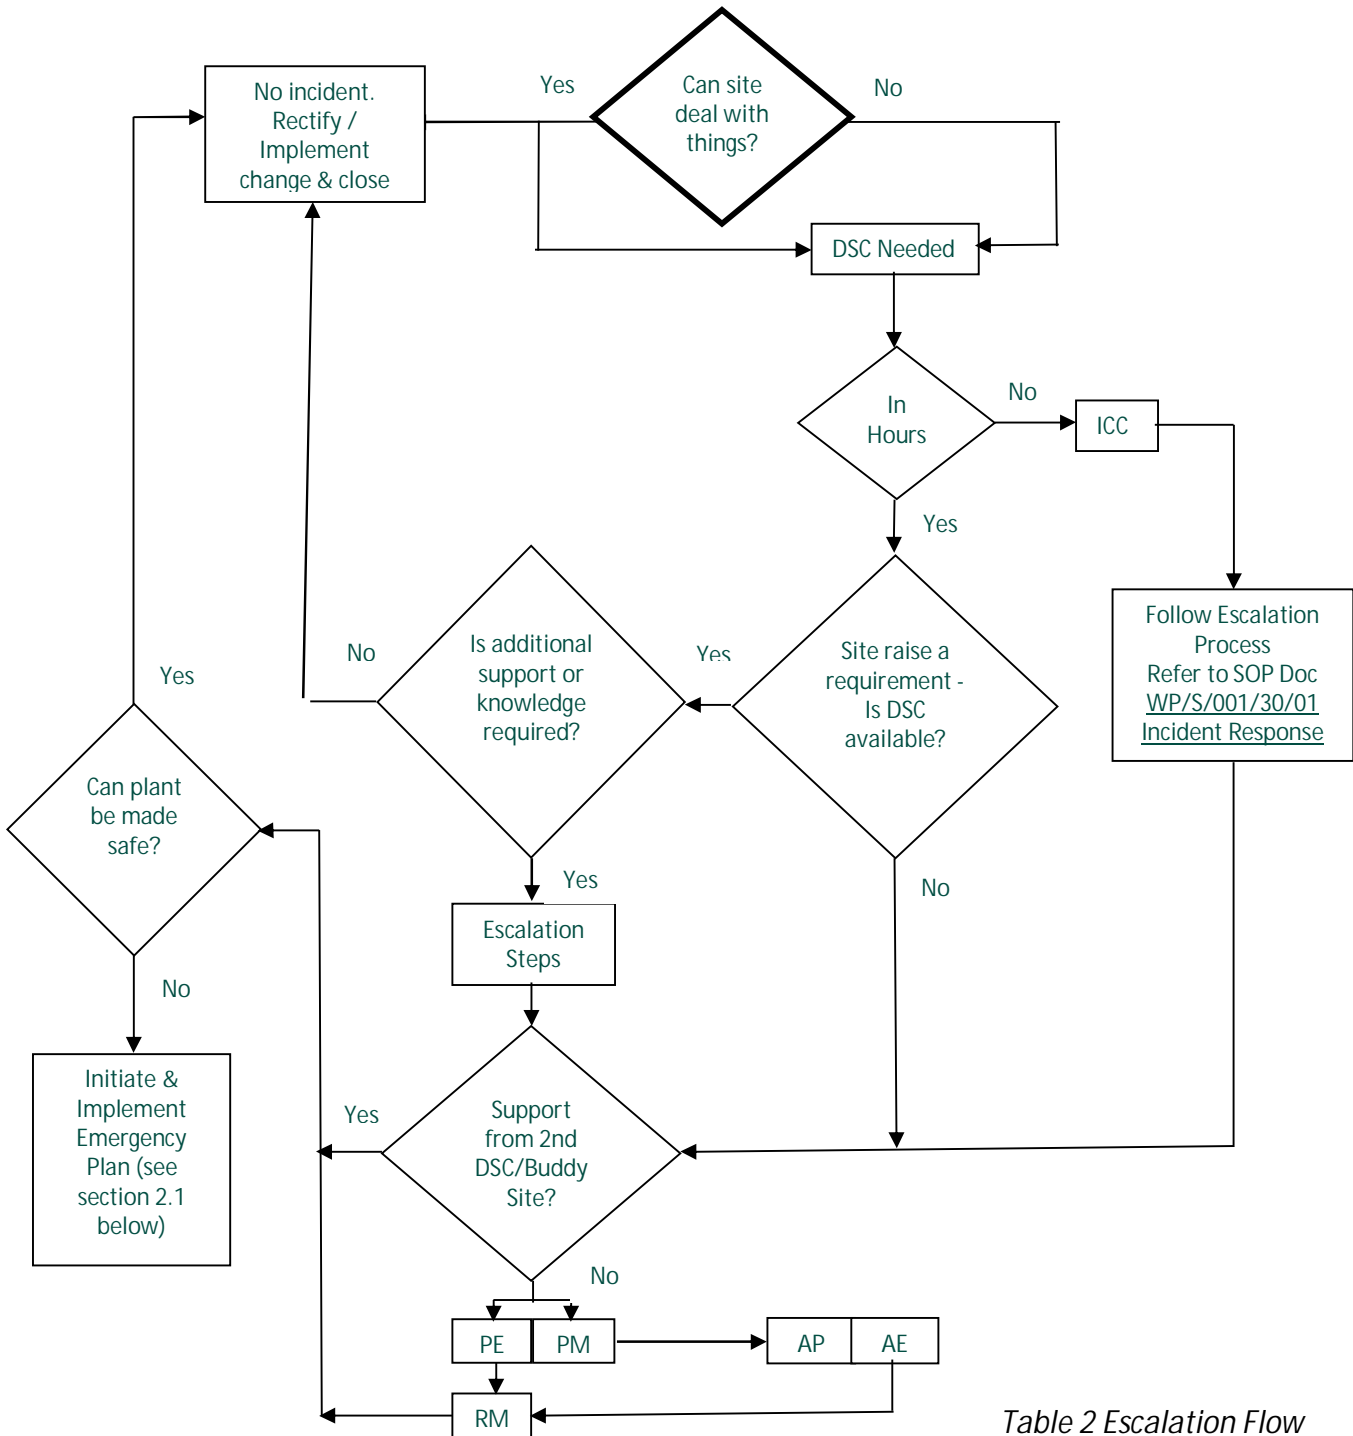 Can site
deal with
things?
Yes
No
No incident.
Rectify /
Implement
change & close
DSC Needed
In
Hours
No
ICC
Yes
Follow Escalation
Process
Refer to SOP Doc
WP/S/001/30/01
Incident Response
Site raise a
requirement -
Is DSC
available?
Yes
No
Is additional
support or
knowledge
required?
No
Yes
Escalation
Steps
Yes
Can plant
be made
safe?
No
Initiate &
Implement
Emergency
Plan (see
section 2.1
below)
Support
from 2nd
DSC/Buddy
Site?
Yes
No
PE
PM
AP
AE
RM
Table 2 Escalation Flow